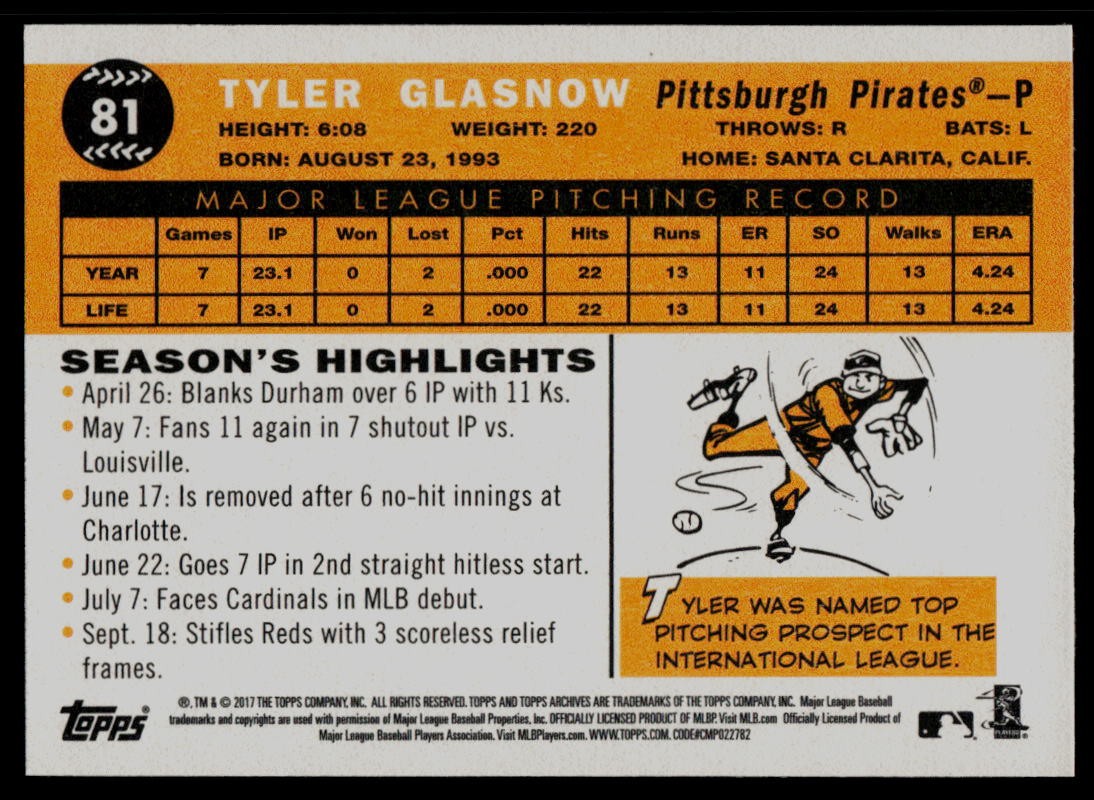 81
TYLER GLASNOW Pittsburgh Pirates®—P
HEIGHT: 6:08 WEIGHT: 220 THROWS: R BATS: L
BORN: AUGUST 23, 1993 HOME: SANTA CLARITA, CALIF.
MAJOR LEAGUE PITCHING RECORD
Games IP Won Lost Pct Hits Runs ER SO Walks ERA
YEAR 7 23.1 0 2 .000 22 13 11 24 13 4.24
LIFE 7 23.1 0 2 .000 22 13 11 24 13 4.24
SEASON'S HIGHLIGHTS
• April 26: Blanks Durham over 6 IP with 11 Ks.
• May 7: Fans 11 again in 7 shutout IP vs.
Louisville.
• June 17: Is removed after 6 no-hit innings at
Charlotte.
• June 22: Goes 7 IP in 2nd straight hitless start.
• July 7: Faces Cardinals in MLB debut.
• Sept. 18: Stifles Reds with 3 scoreless relief
frames.
TYLER WAS NAMED TOP
PITCHING PROSPECT IN THE
INTERNATIONAL LEAGUE.
Topps®
®, TM & © 2017 THE TOPPS COMPANY, INC. ALL RIGHTS RESERVED. TOPPS AND TOPPS ARCHIVES ARE TRADEMARKS OF THE TOPPS COMPANY, INC. Major League Baseball
trademarks and copyrights are used with permission of Major League Baseball Properties, Inc. OFFICIALLY LICENSED PRODUCT OF MLBP. Visit MLB.com Officially Licensed Product of
Major League Baseball Players Association. Visit MLBPlayers.com. WWW.TOPPS.COM. CODE#CMP022782
PLAYERS